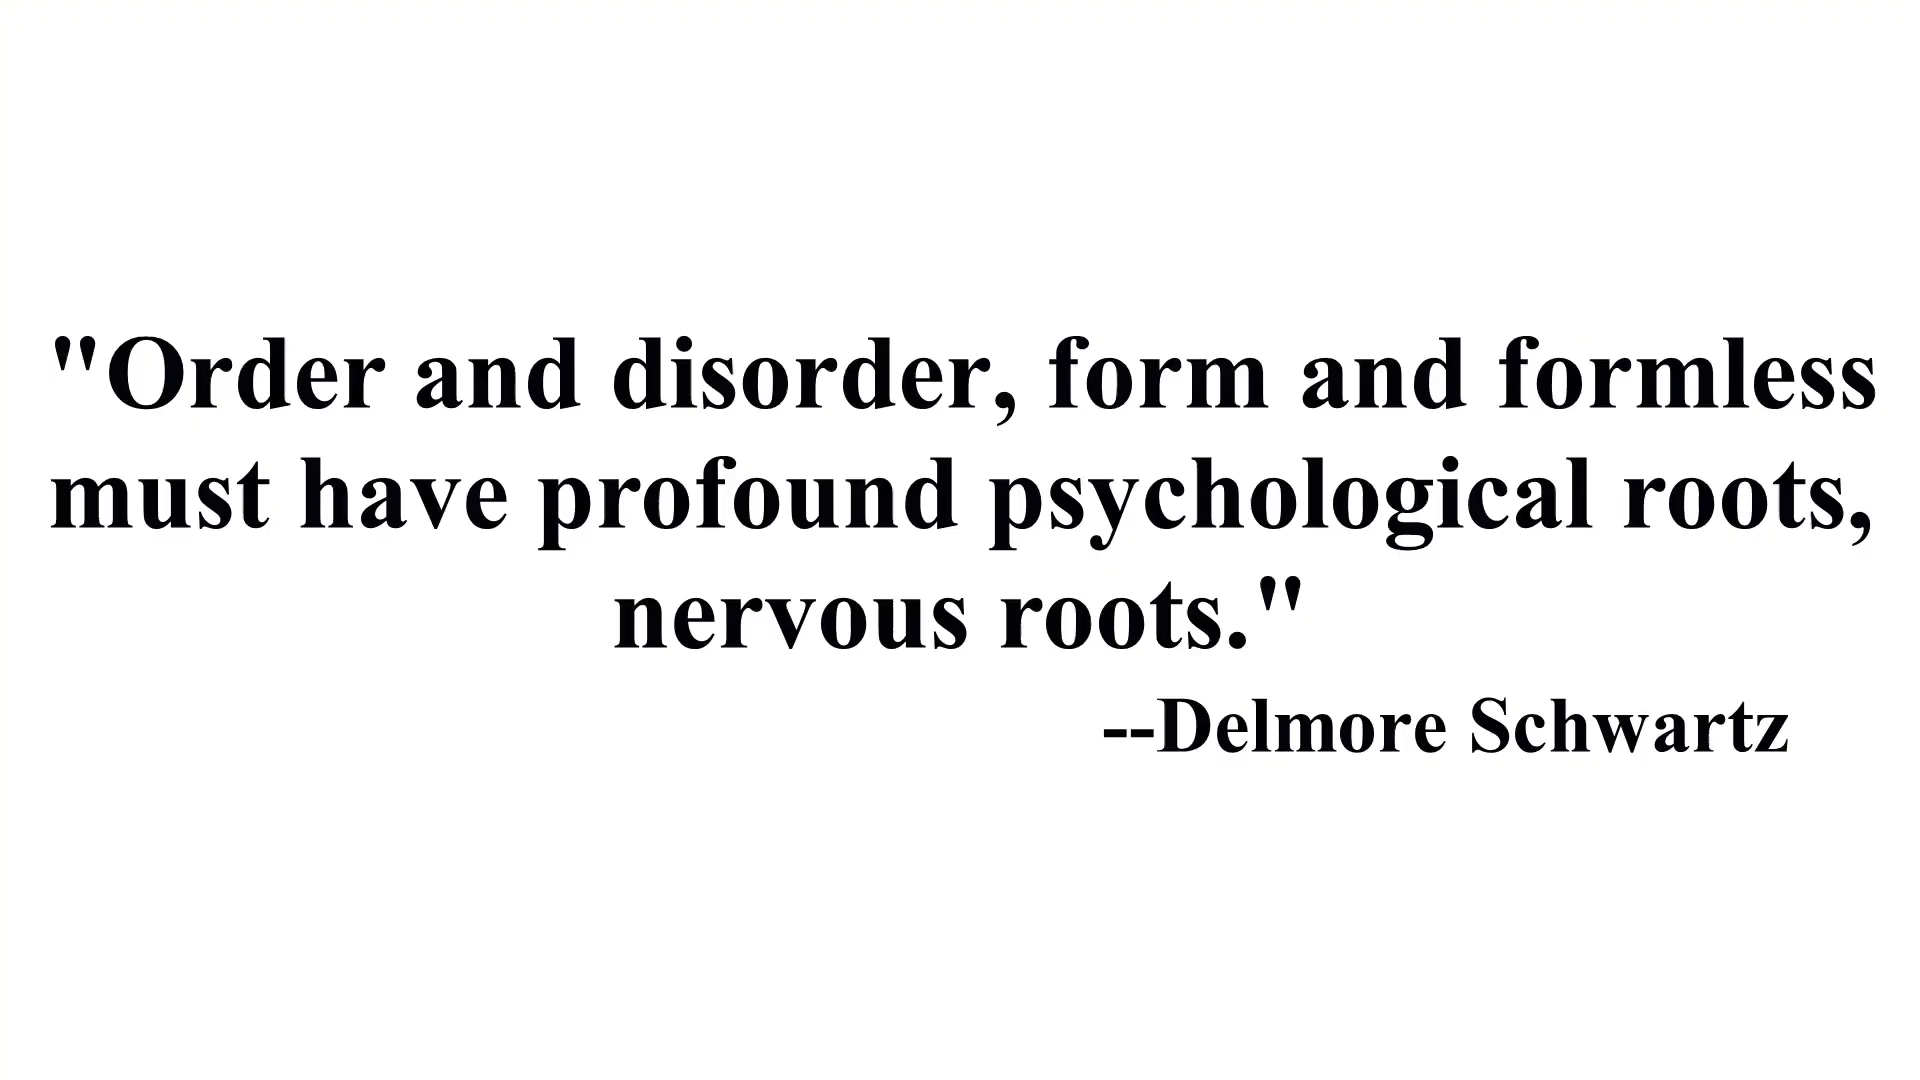 "Order and disorder, form and formless
must have profound psychological roots,
nervous roots."
--Delmore Schwartz